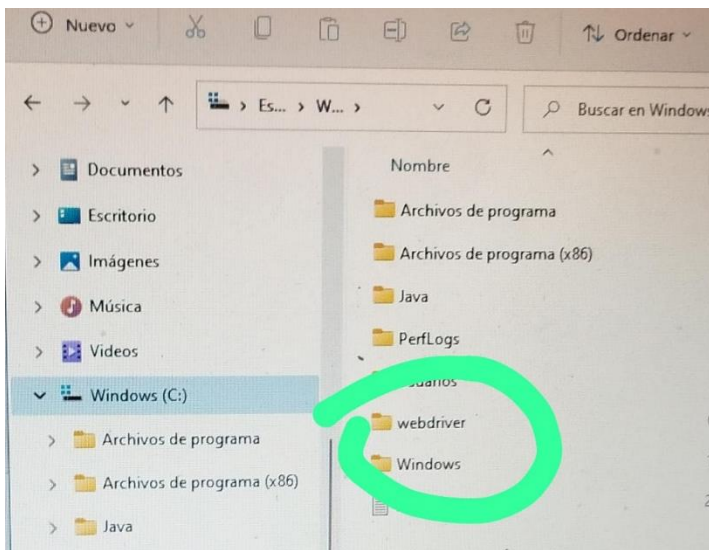 Nuevo
Ordenar
Es... > W... >
Buscar en Windows
Documentos
Escritorio
Imágenes
Música
Videos
Windows (C:)
Archivos de programa
Archivos de programa (x86)
Java
Nombre
Archivos de programa
Archivos de programa (x86)
Java
PerfLogs
webdriver
Windows